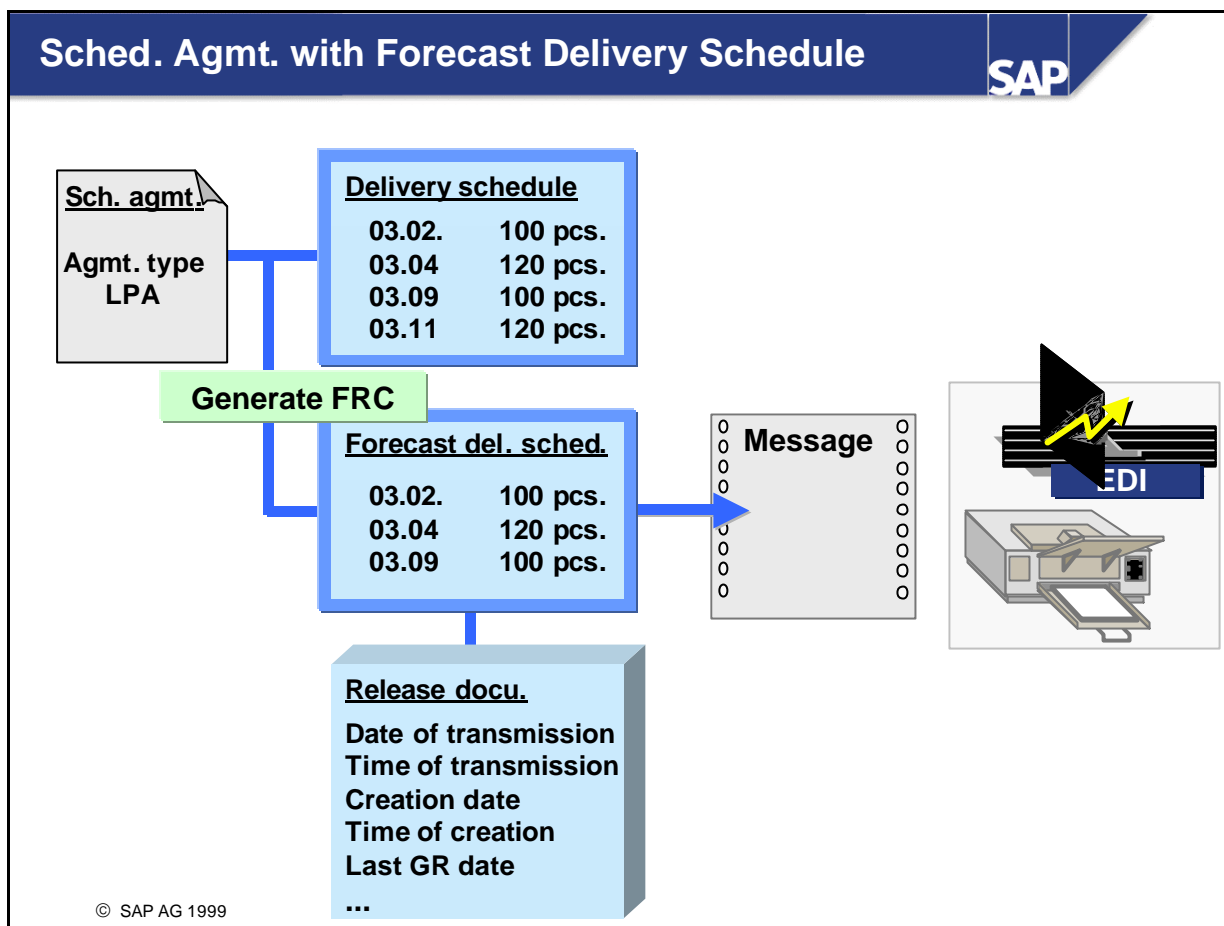 Sched. Agmt. with Forecast Delivery Schedule
SAP
Sch. agmt.
Agmt. type
LPA
Delivery schedule
03.02. 100 pcs.
03.04 120 pcs.
03.09 100 pcs.
03.11 120 pcs.
Generate FRC
Forecast del. sched.
03.02. 100 pcs.
03.04 120 pcs.
03.09 100 pcs.
Message
EDI
Release docu.
Date of transmission
Time of transmission
Creation date
Time of creation
Last GR date
...
© SAP AG 1999